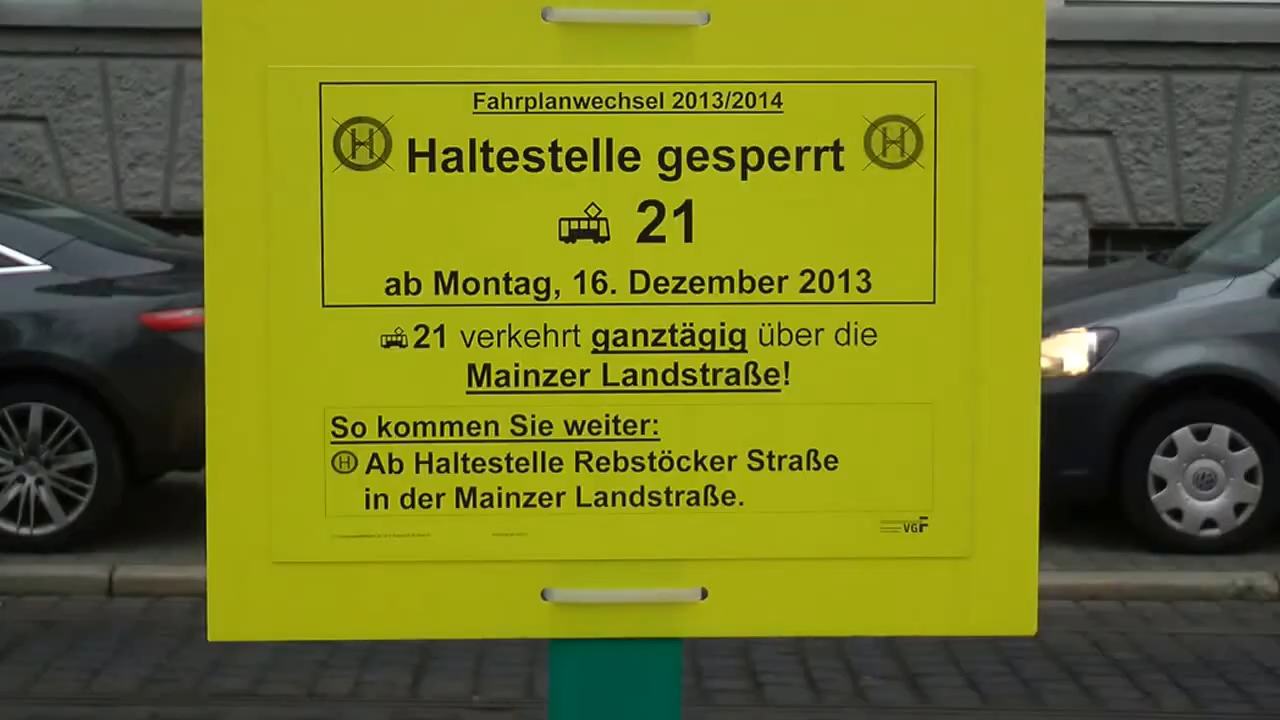 Fahrplanwechsel 2013/2014
H Haltestelle gesperrt H
21
ab Montag, 16. Dezember 2013
21 verkehrt ganztägig über die
Mainzer Landstraße!
So kommen Sie weiter:
H Ab Haltestelle Rebstöcker Straße
in der Mainzer Landstraße.
VGF